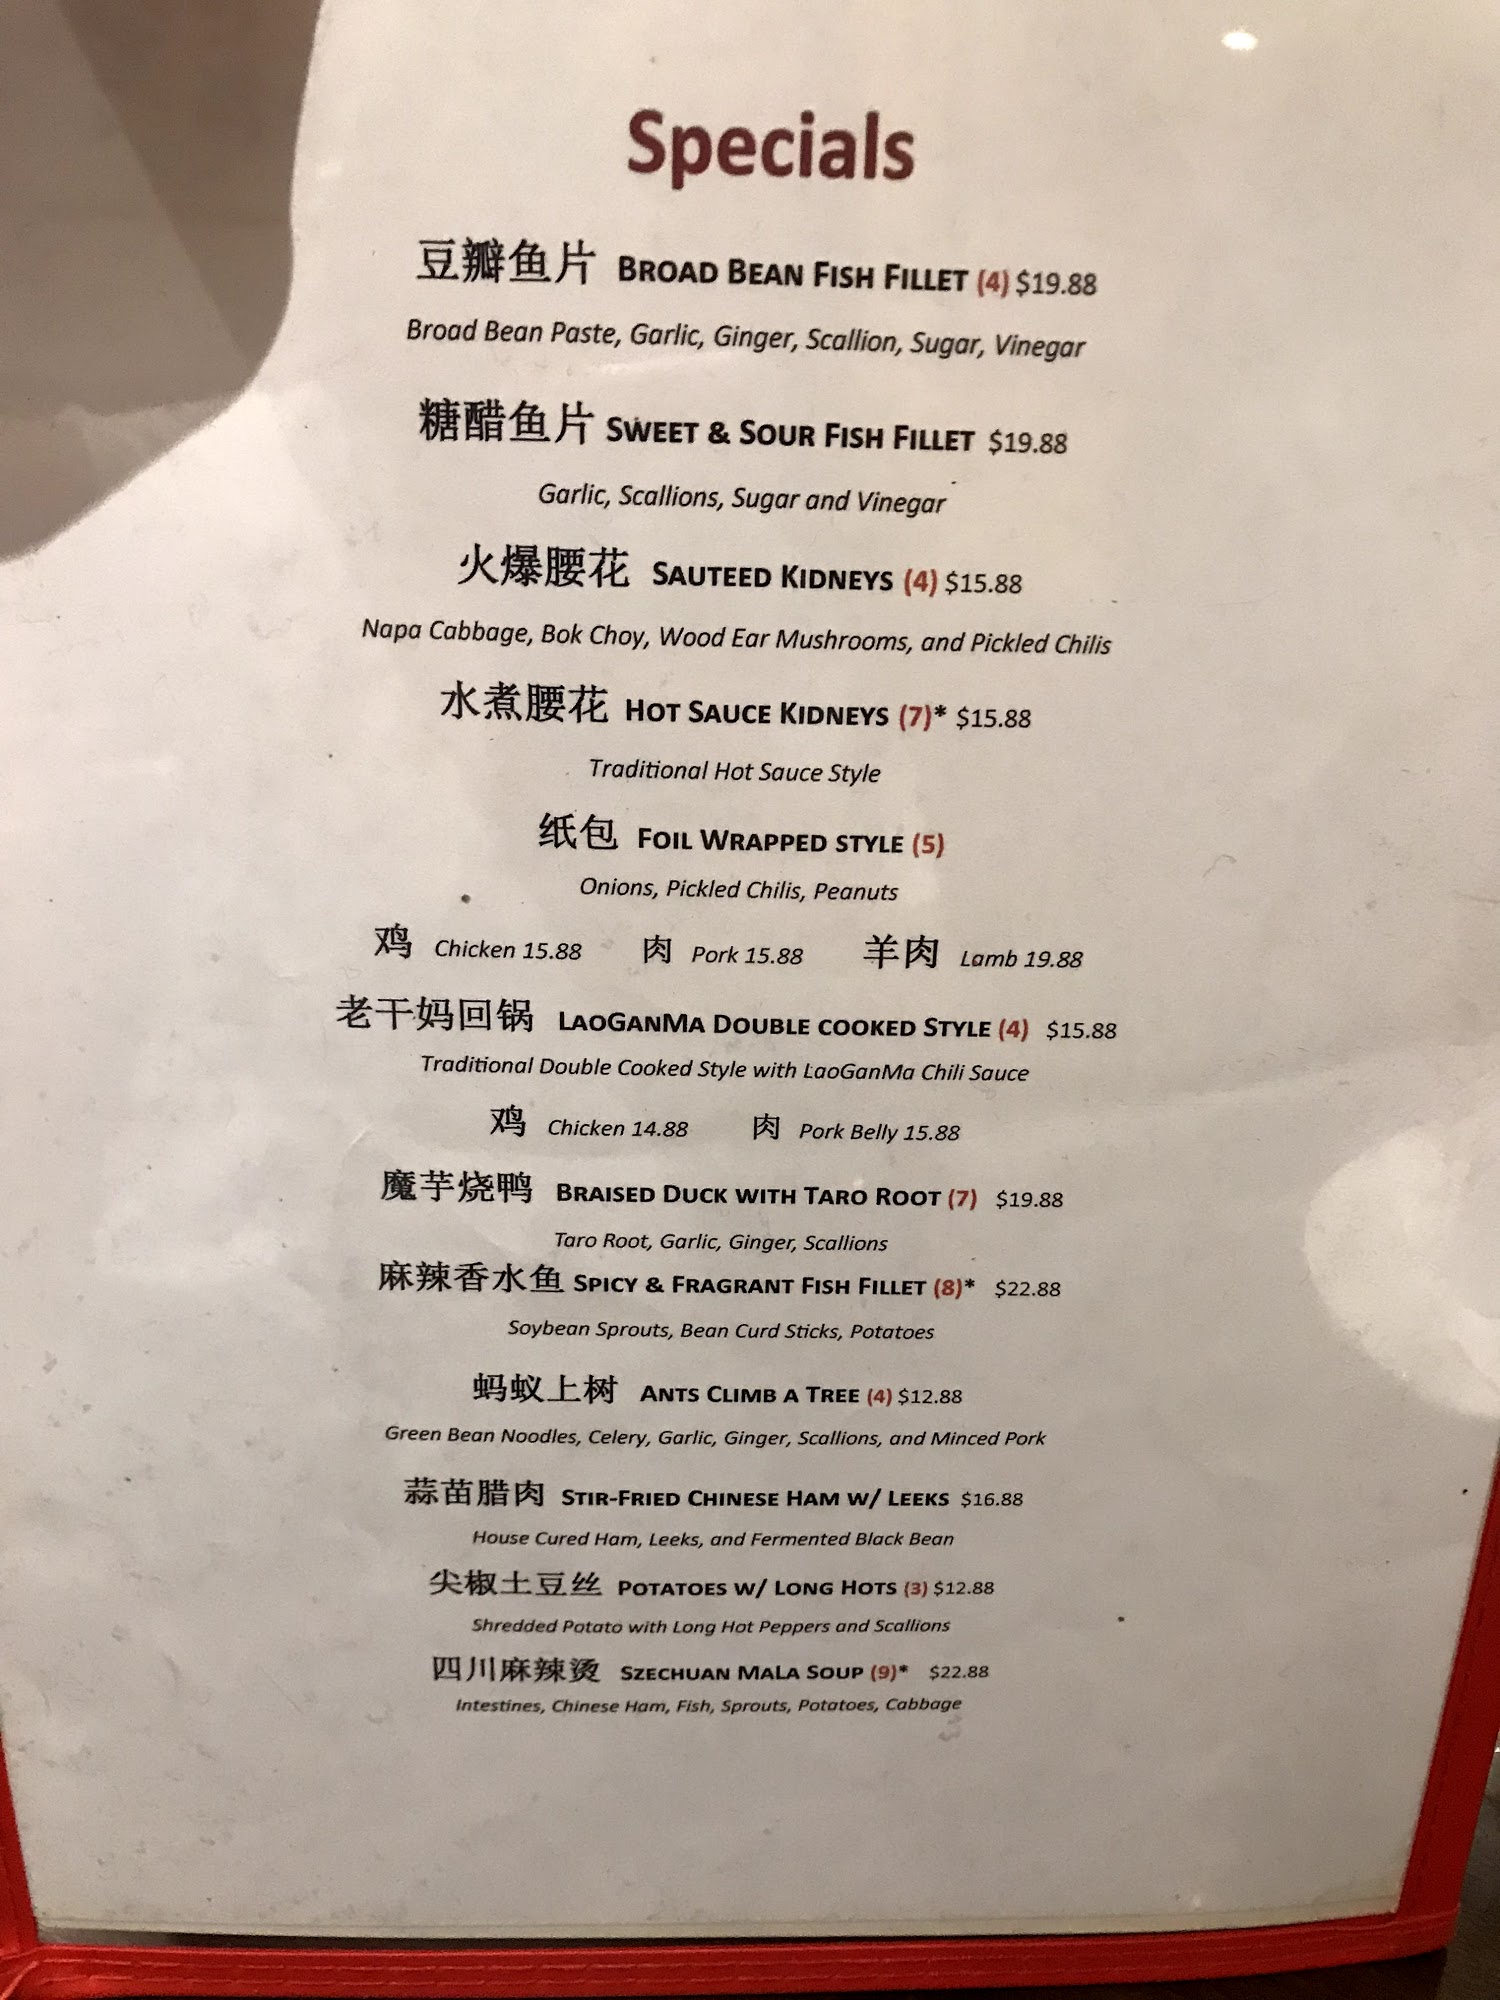 Specials
豆瓣鱼片 BROAD BEAN FISH FILLET (4) $19.88
Broad Bean Paste, Garlic, Ginger, Scallion, Sugar, Vinegar
糖醋鱼片 SWEET & SOUR FISH FILLET $19.88
Garlic, Scallions, Sugar and Vinegar
火爆腰花 SAUTEED KIDNEYS (4) $15.88
Napa Cabbage, Bok Choy, Wood Ear Mushrooms, and Pickled Chilis
水煮腰花 HOT SAUCE KIDNEYS (7)* $15.88
Traditional Hot Sauce Style
纸包 FOIL WRAPPED STYLE (5)
Onions, Pickled Chilis, Peanuts
鸡 Chicken 15.88 肉 Pork 15.88 羊肉 Lamb 19.88
老干妈回锅 LAOGANMA DOUBLE COOKED STYLE (4) $15.88
Traditional Double Cooked Style with LaoGanMa Chili Sauce
鸡 Chicken 14.88 肉 Pork Belly 15.88
魔芋烧鸭 BRAISED DUCK WITH TARO ROOT (7) $19.88
Taro Root, Garlic, Ginger, Scallions
麻辣香水鱼 SPICY & FRAGRANT FISH FILLET (8)* $22.88
Soybean Sprouts, Bean Curd Sticks, Potatoes
蚂蚁上树 ANTS CLIMB A TREE (4) $12.88
Green Bean Noodles, Celery, Garlic, Ginger, Scallions, and Minced Pork
蒜苗腊肉 STIR-FRIED CHINESE HAM W/ LEEKS $16.88
House Cured Ham, Leeks, and Fermented Black Bean
尖椒土豆丝 POTATOES W/ LONG HOTS (3) $12.88
Shredded Potato with Long Hot Peppers and Scallions
四川麻辣烫 SZECHUAN MALA SOUP (9)* $22.88
Intestines, Chinese Ham, Fish, Sprouts, Potatoes, Cabbage